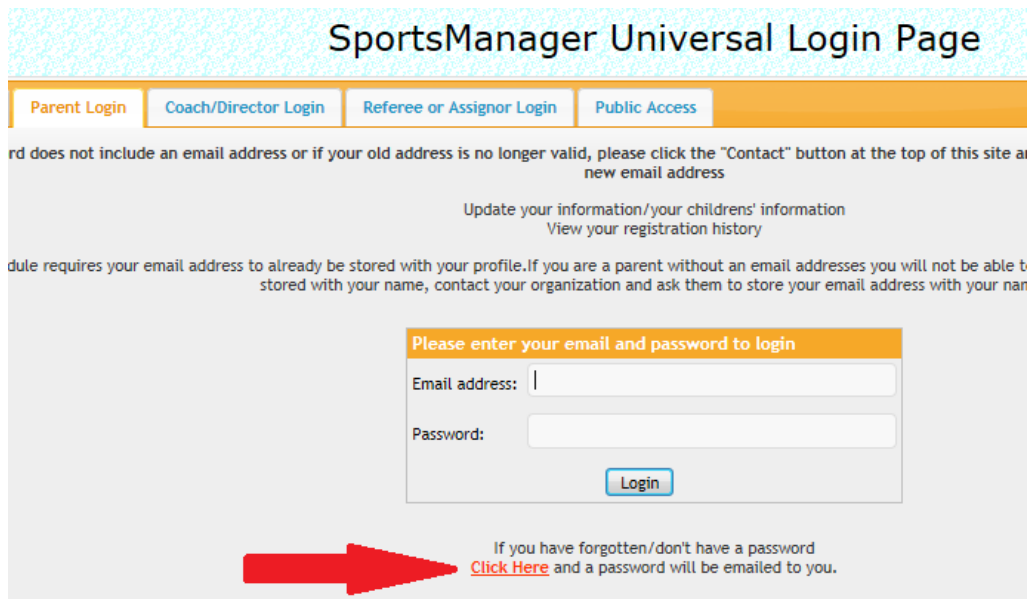 SportsManager Universal Login Page
Parent Login
Coach/Director Login
Referee or Assignor Login
Public Access
rd does not include an email address or if your old address is no longer valid, please click the "Contact" button at the top of this site
new email address
Update your information/your childrens' information
View your registration history
dule requires your email address to already be stored with your profile.If you are a parent without an email addresses you will not be able
stored with your name, contact your organization and ask them to store your email address with your
Please enter your email and password to login
Email address:
Password:
Login
If you have forgotten/don't have a password
Click Here and a password will be emailed to you.